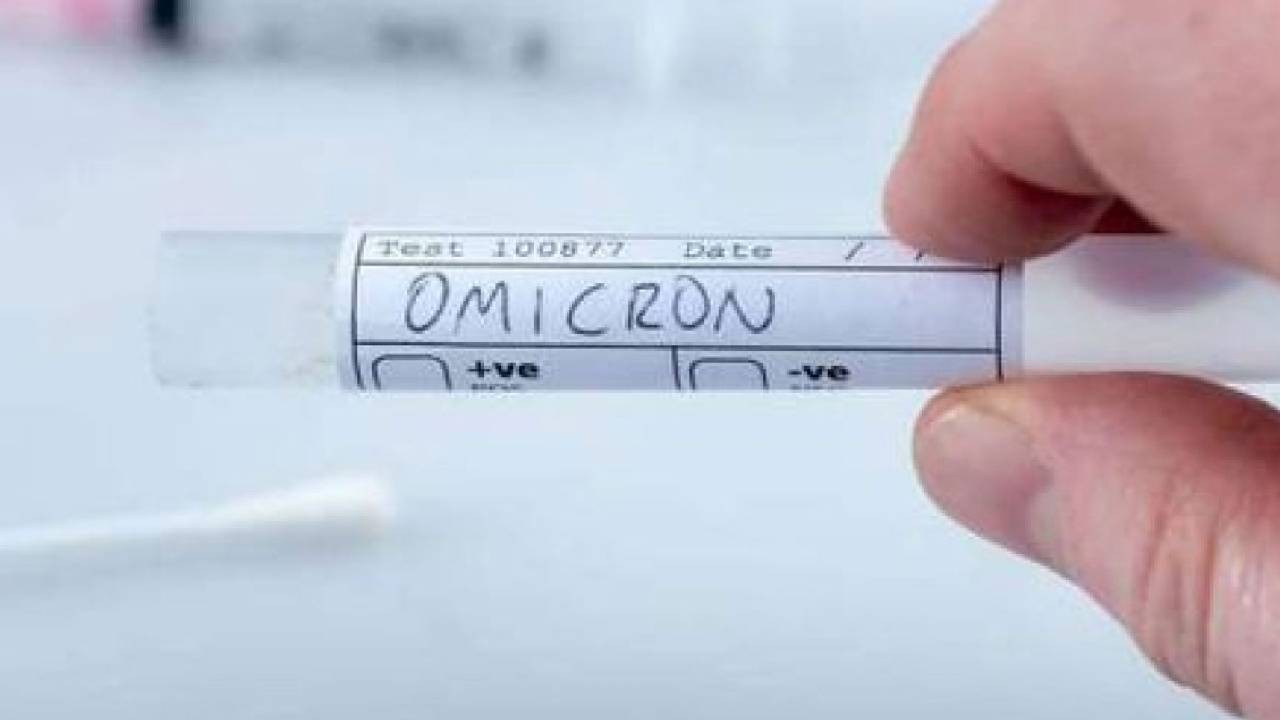 Test 100877 Date / /
OMICRON
+ve -ve